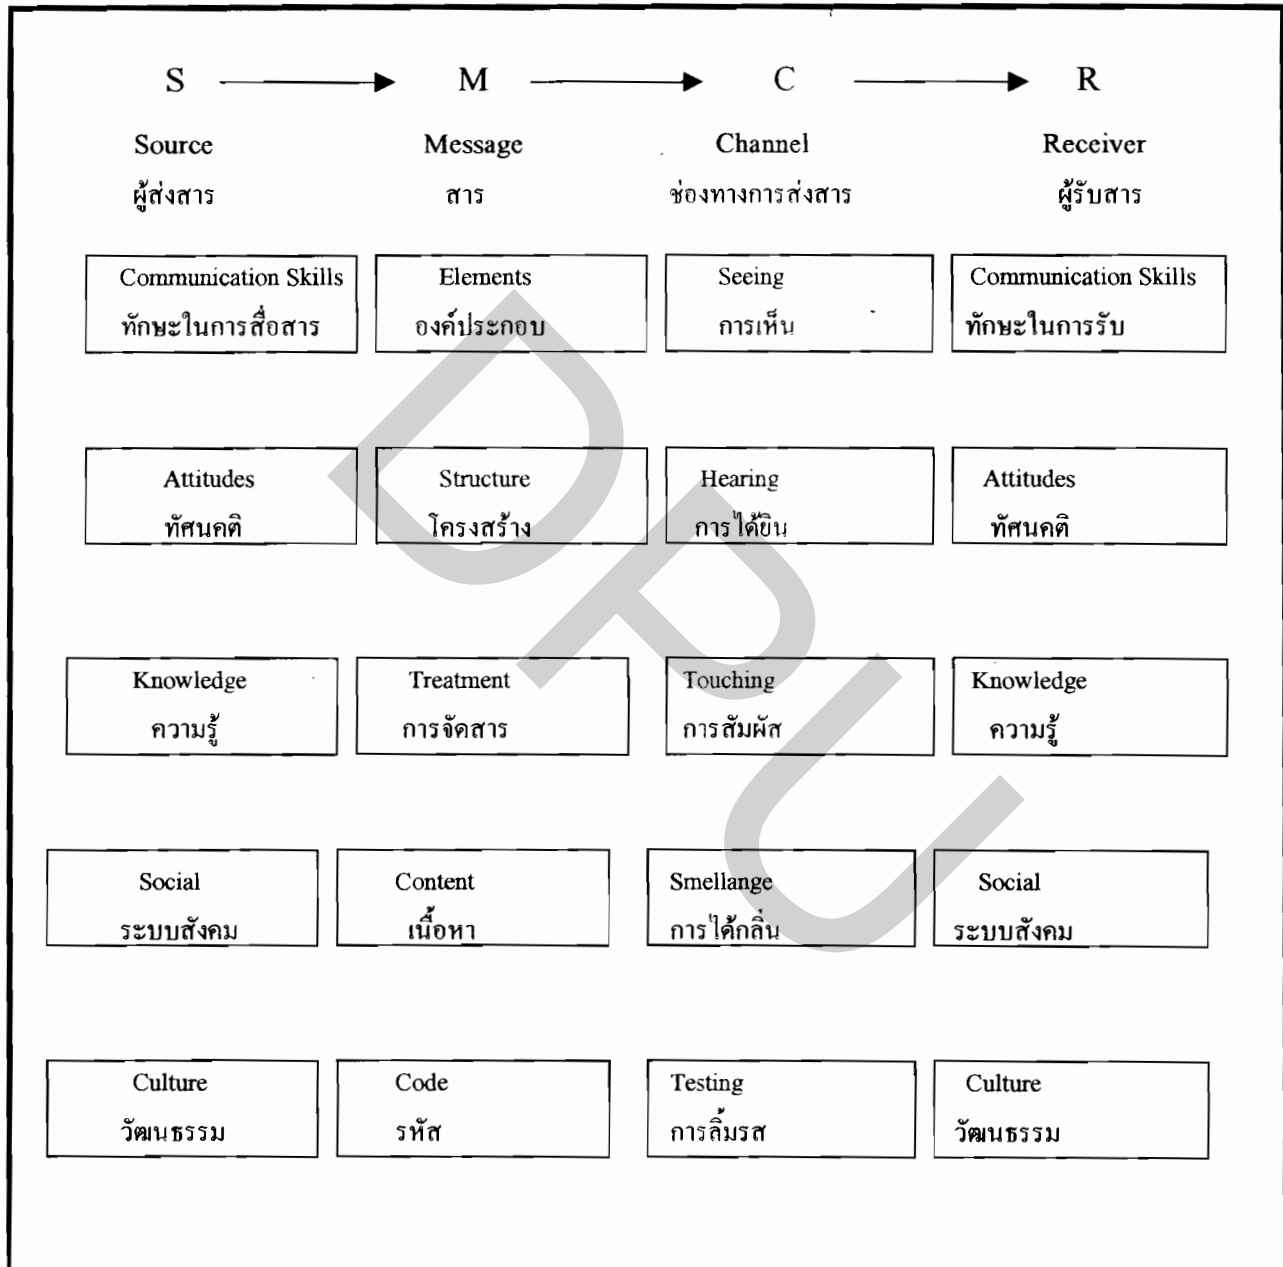 S M C R
Source Message Channel Receiver
ผู้ส่งสาร สาร ช่องทางการส่งสาร ผู้รับสาร
Communication Skills Elements Seeing Communication Skills
ทักษะในการสื่อสาร องค์ประกอบ การเห็น ทักษะในการรับ
Attitudes Structure Hearing Attitudes
ทัศนคติ โครงสร้าง การได้ยิน ทัศนคติ
Knowledge Treatment Touching Knowledge
ความรู้ การจัดสาร การสัมผัส ความรู้
Social Content Smellange Social
ระบบสังคม เนื้อหา การได้กลิ่น ระบบสังคม
Culture Code Testing Culture
วัฒนธรรม รหัส การลิ้มรส วัฒนธรรม
DPU